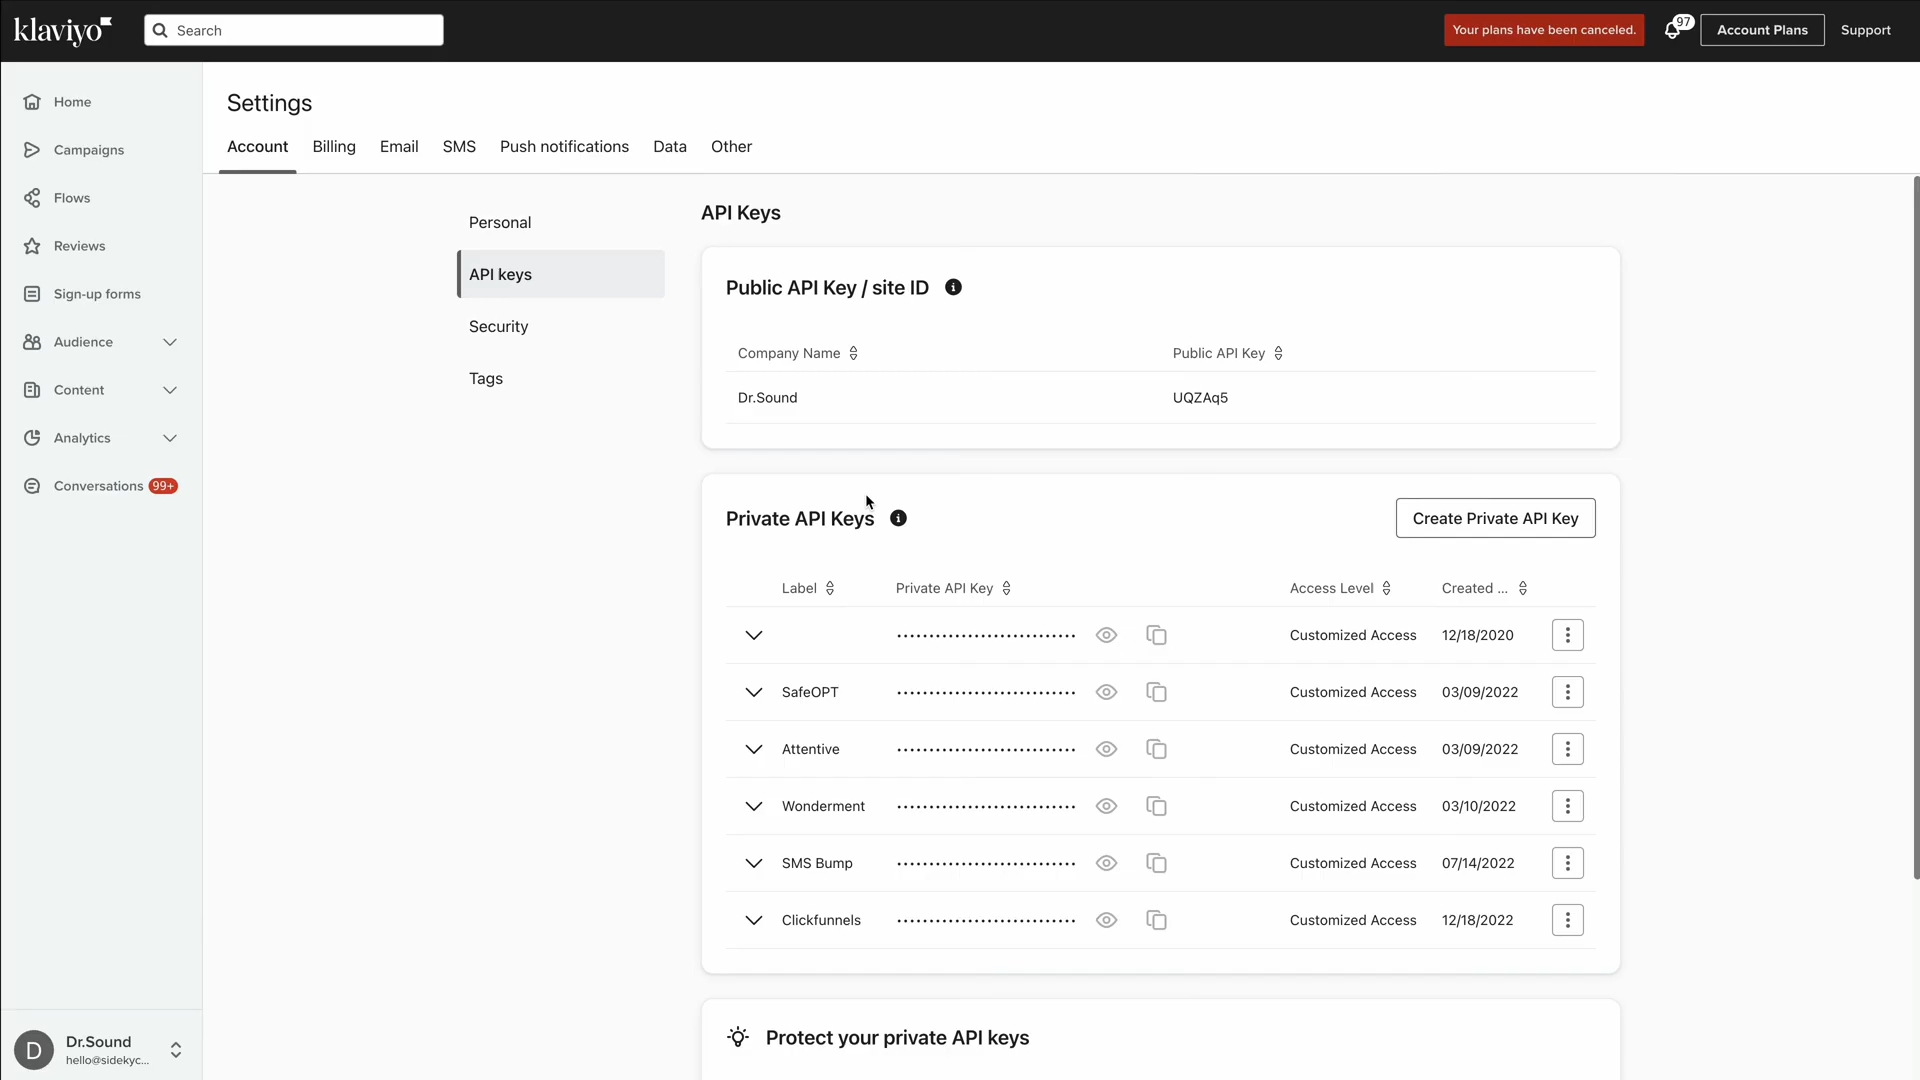 klaviyo
Search
Your plans have been canceled.
97
Account Plans
Support
Home
Campaigns
Flows
Reviews
Sign-up forms
Audience
Content
Analytics
Conversations 99+
D
Dr.Sound
hello@sidekyc...
Settings
Account Billing Email SMS Push notifications Data Other
Personal
API keys
Security
Tags
API Keys
Public API Key / site ID
Company Name Public API Key
Dr.Sound UQZAq5
Private API Keys
Create Private API Key
Label Private API Key Access Level Created ...
•••••••••••••••••••••• Customized Access 12/18/2020
SafeOPT •••••••••••••••••••••• Customized Access 03/09/2022
Attentive •••••••••••••••••••••• Customized Access 03/09/2022
Wonderment •••••••••••••••••••••• Customized Access 03/10/2022
SMS Bump •••••••••••••••••••••• Customized Access 07/14/2022
Clickfunnels •••••••••••••••••••••• Customized Access 12/18/2022
Protect your private API keys